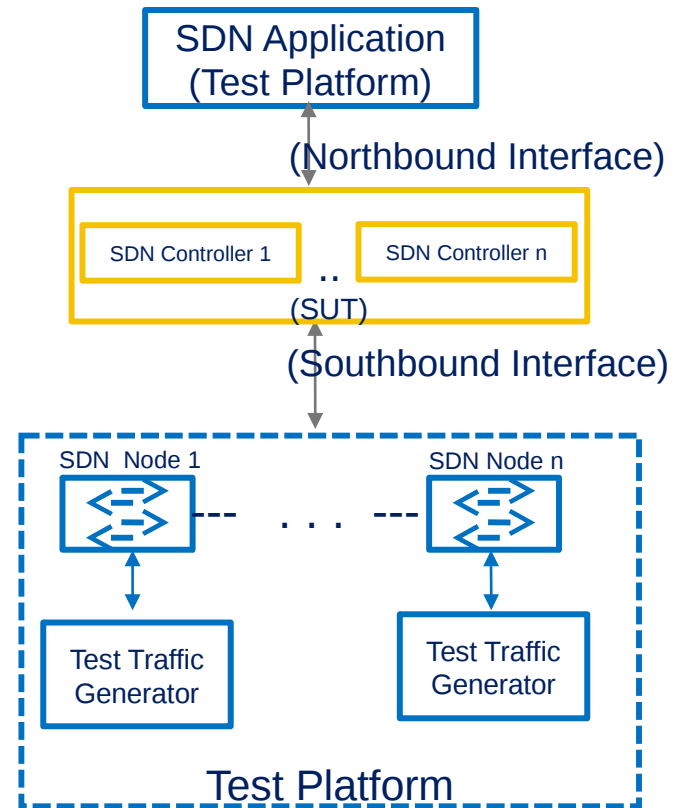 SDN Application
(Test Platform)
(Northbound Interface)
SDN Controller 1
..
SDN Controller n
(SUT)
(Southbound Interface)
SDN  Node 1
SDN Node n
--- . . . ---
Test Traffic
Generator
Test Traffic
Generator
Test Platform